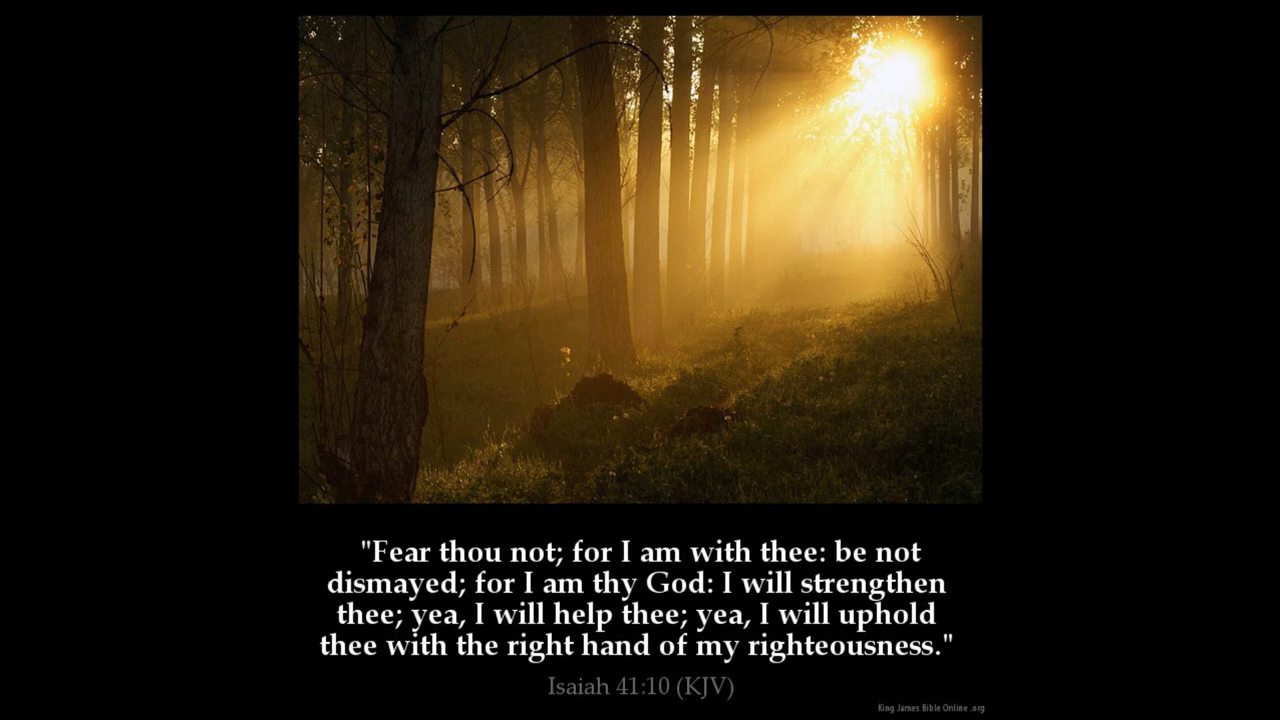 "Fear thou not; for I am with thee: be not
dismayed; for I am thy God: I will strengthen
thee; yea, I will help thee; yea, I will uphold
thee with the right hand of my righteousness."
Isaiah 41:10 (KJV)
King James Bible Online .org